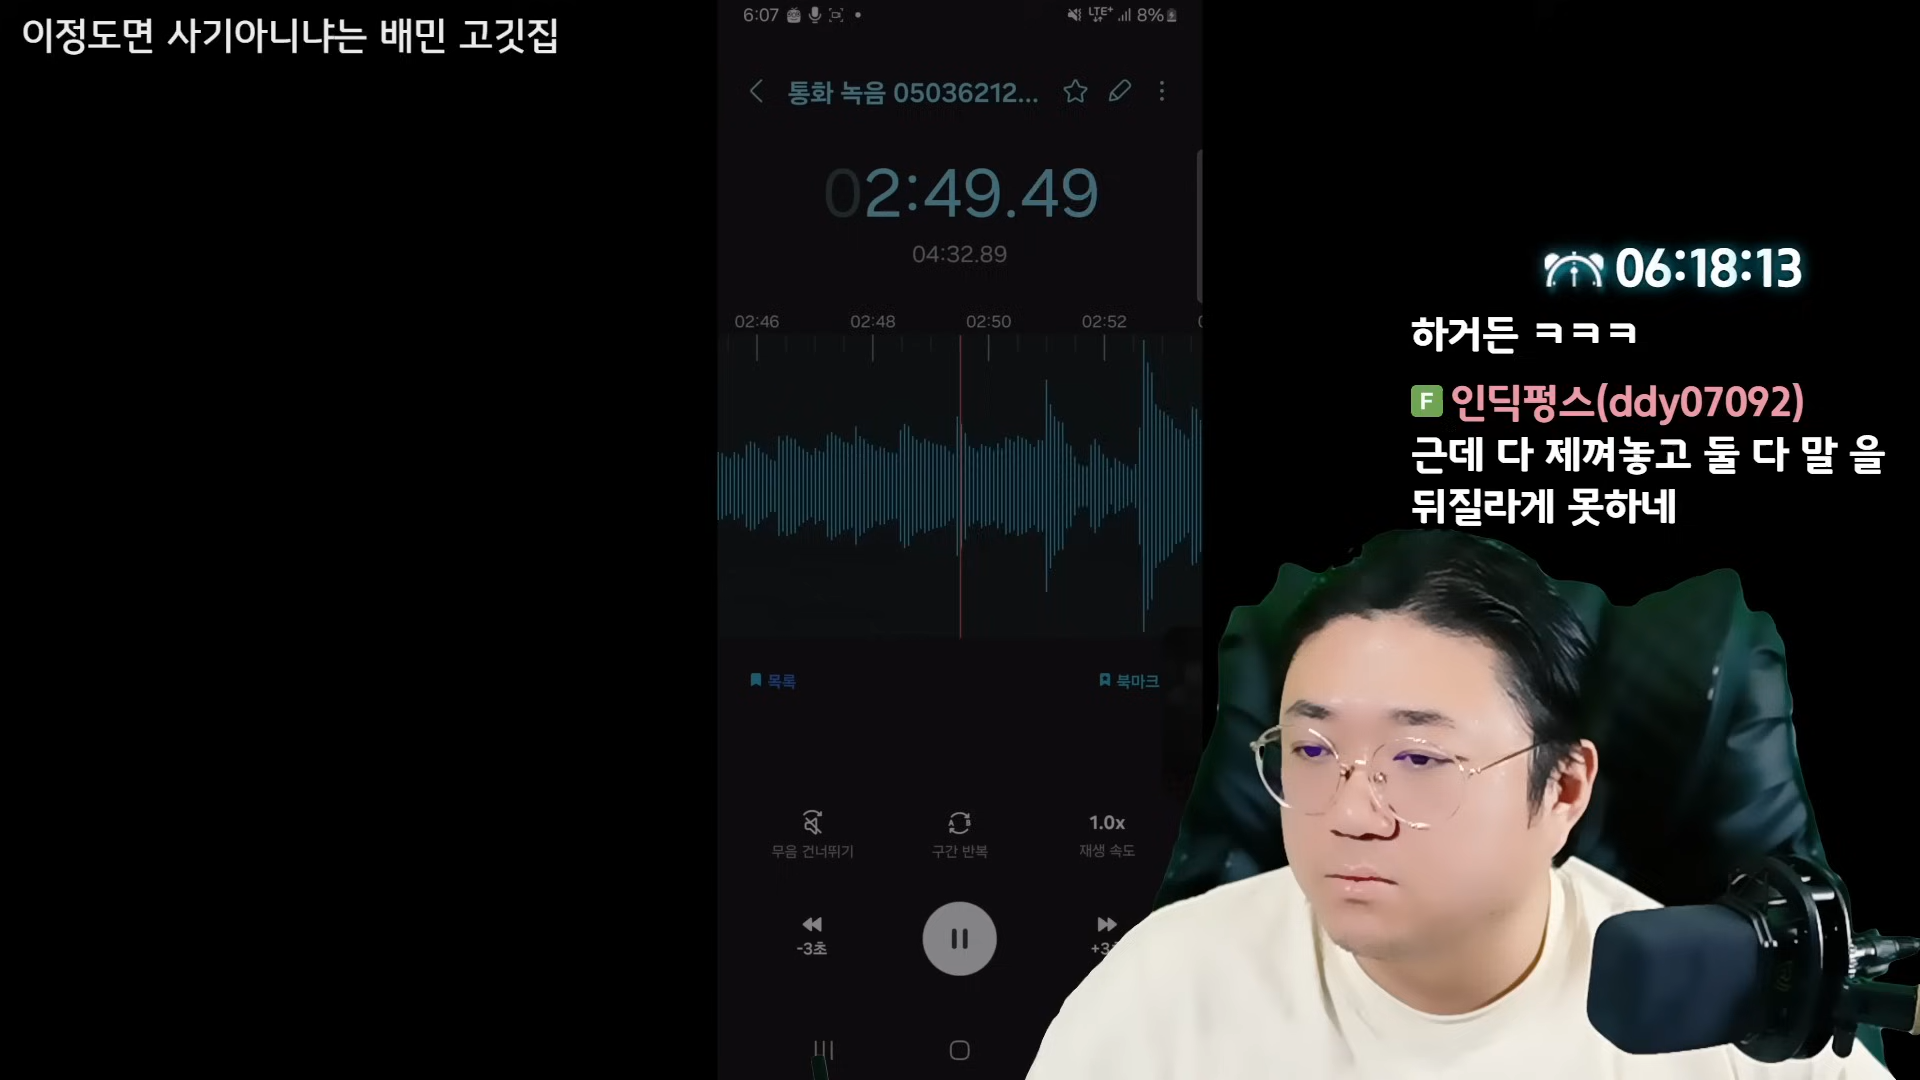 이정도면 사기아니냐는 배민 고깃집
6:07
LTE+
8%
통화 녹음 05036212...
02:49.49
04:32.89
02:46
02:48
02:50
02:52
목록
북마크
A B
1.0x
무음 건너뛰기
구간 반복
재생 속도
-3초
06:18:13
하거든 ㅋㅋㅋ
F 인딕펑스(ddy07092)
근데 다 제껴놓고 둘 다 말 을
뒤질라게 못하네